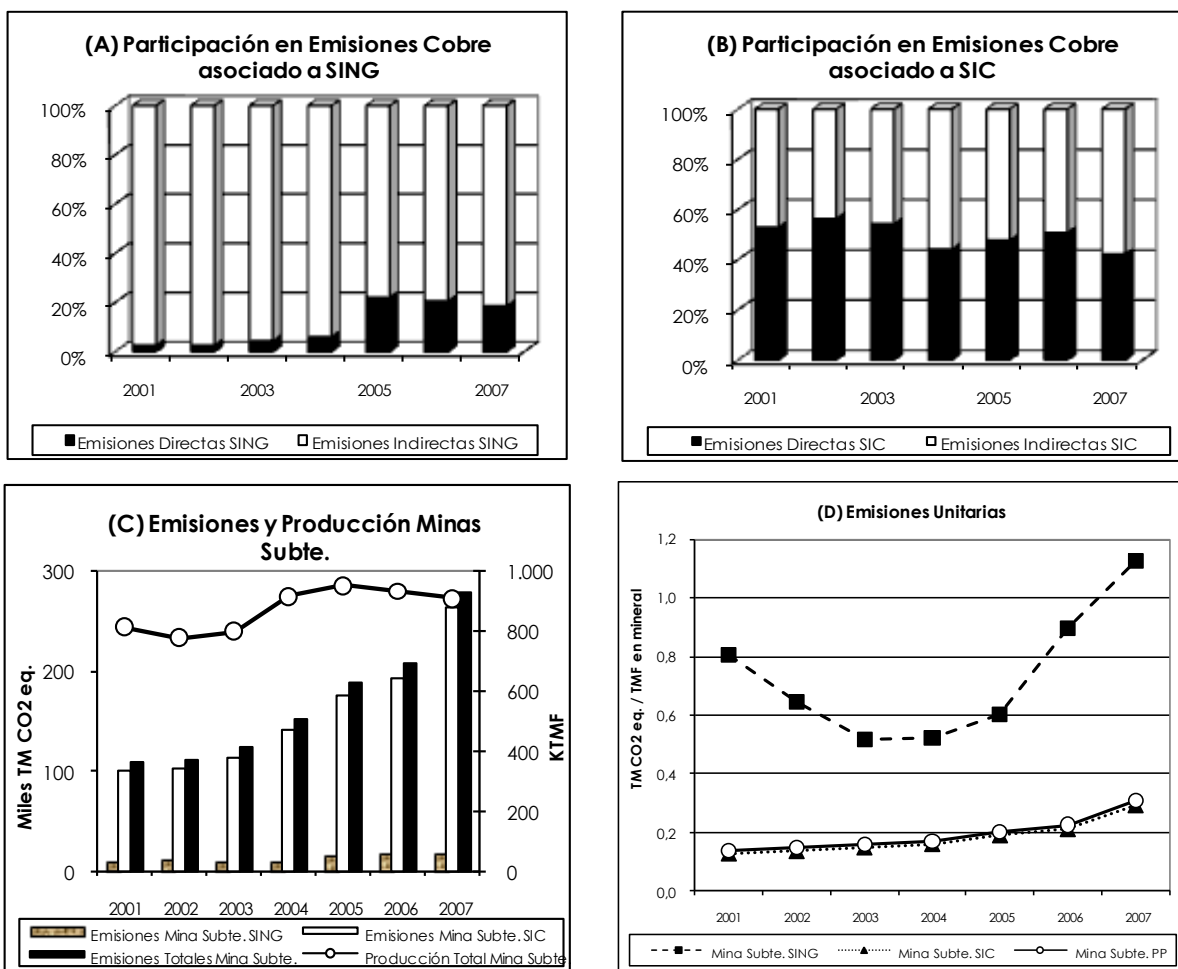 (A) Participación en Emisiones Cobre
asociado a SING
100%
80%
60%
40%
20%
0%
2001
2003
2005
2007
Emisiones Directas SING
Emisiones Indirectas SING
(B) Participación en Emisiones Cobre
asociado a SIC
100%
80%
60%
40%
20%
0%
2001
2003
2005
2007
Emisiones Directas SIC
Emisiones Indirectas SIC
(C) Emisiones y Producción Minas
Subte.
Miles TM CO2 eq.
300
200
100
0
KTMF
1.000
800
600
400
200
0
2001
2002
2003
2004
2005
2006
2007
Emisiones Mina Subte. SING
Emisiones Mina Subte. SIC
Emisiones Totales Mina Subte.
Producción Total Mina Subte
(D) Emisiones Unitarias
TM CO2 eq. / TMF en mineral
1,2
1,0
0,8
0,6
0,4
0,2
0,0
2001
2002
2003
2004
2005
2006
2007
Mina Subte. SING
Mina Subte. SIC
Mina Subte. PP